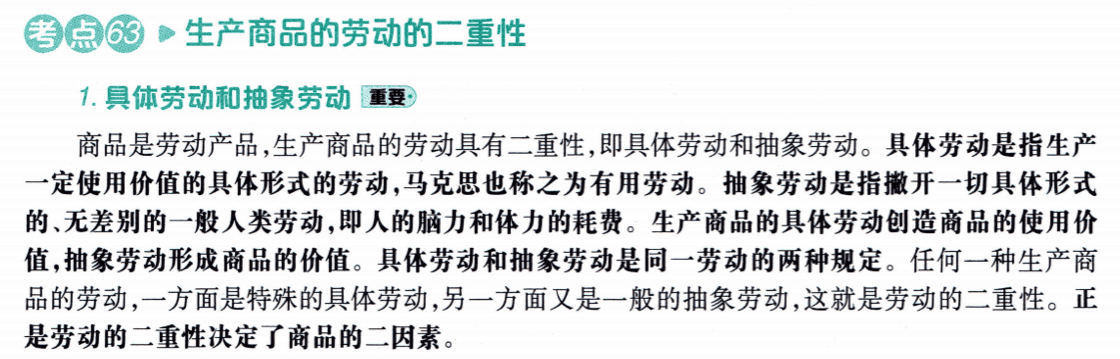 考点63 ▶ 生产商品的劳动的二重性
1. 具体劳动和抽象劳动 重要
商品是劳动产品,生产商品的劳动具有二重性,即具体劳动和抽象劳动。具体劳动是指生产
一定使用价值的具体形式的劳动,马克思也称之为有用劳动。抽象劳动是指撇开一切具体形式
的、无差别的一般人类劳动,即人的脑力和体力的耗费。生产商品的具体劳动创造商品的使用价
值,抽象劳动形成商品的价值。具体劳动和抽象劳动是同一劳动的两种规定。任何一种生产商
品的劳动,一方面是特殊的具体劳动,另一方面又是一般的抽象劳动,这就是劳动的二重性。正
是劳动的二重性决定了商品的二因素。